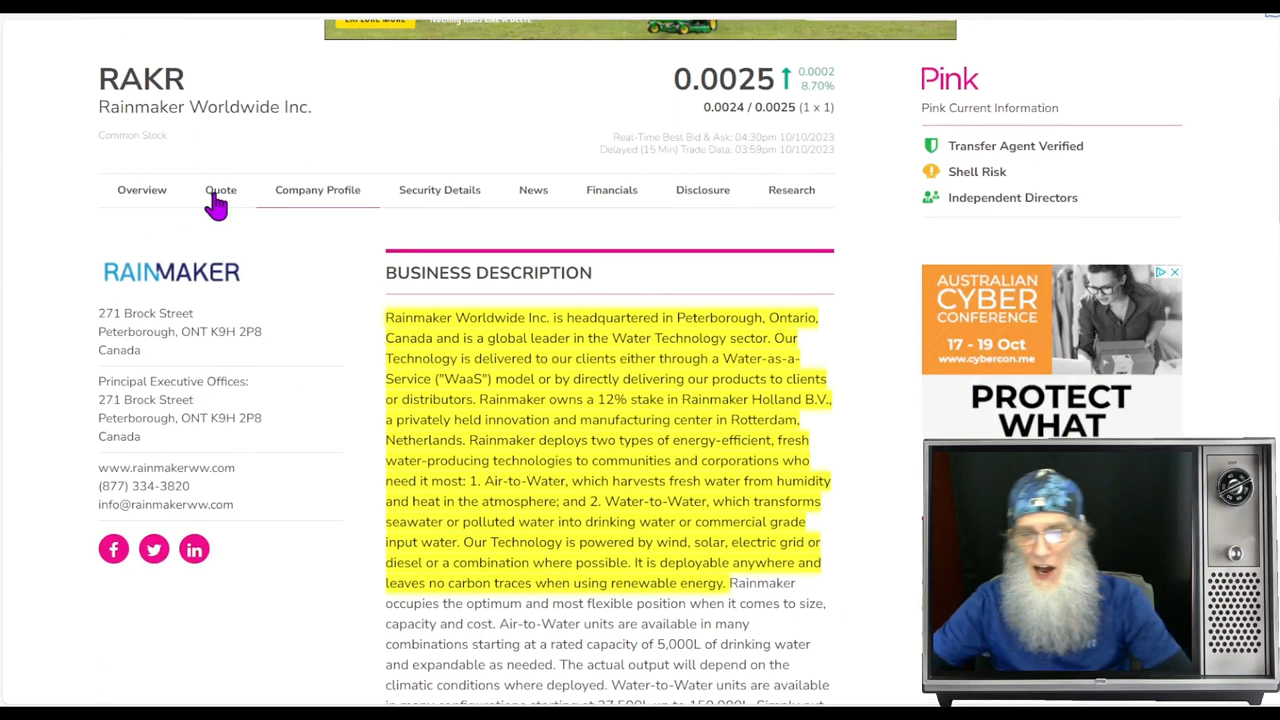 EXPLORE MORE
Nothing Runs Like A Deere
RAKR
Rainmaker Worldwide Inc.
Common Stock
0.0025
0.0002
8.70%
0.0024 / 0.0025 (1 x 1)
Real-Time Best Bid & Ask: 04:30pm 10/10/2023
Delayed (15 Min) Trade Data: 03:59pm 10/10/2023
Pink
Pink Current Information
Transfer Agent Verified
Shell Risk
Independent Directors
Overview
Quote
Company Profile
Security Details
News
Financials
Disclosure
Research
RAINMAKER
271 Brock Street
Peterborough, ONT K9H 2P8
Canada
Principal Executive Offices:
271 Brock Street
Peterborough, ONT K9H 2P8
Canada
www.rainmakerww.com
(877) 334-3820
info@rainmakerww.com
BUSINESS DESCRIPTION
Rainmaker Worldwide Inc. is headquartered in Peterborough, Ontario,
Canada and is a global leader in the Water Technology sector. Our
Technology is delivered to our clients either through a Water-as-a-
Service ("WaaS") model or by directly delivering our products to clients
or distributors. Rainmaker owns a 12% stake in Rainmaker Holland B.V.,
a privately held innovation and manufacturing center in Rotterdam,
Netherlands. Rainmaker deploys two types of energy-efficient, fresh
water-producing technologies to communities and corporations who
need it most: 1. Air-to-Water, which harvests fresh water from humidity
and heat in the atmosphere; and 2. Water-to-Water, which transforms
seawater or polluted water into drinking water or commercial grade
input water. Our Technology is powered by wind, solar, electric grid or
diesel or a combination where possible. It is deployable anywhere and
leaves no carbon traces when using renewable energy. Rainmaker
occupies the optimum and most flexible position when it comes to size,
capacity and cost. Air-to-Water units are available in many
combinations starting at a rated capacity of 5,000L of drinking water
and expandable as needed. The actual output will depend on the
climatic conditions where deployed. Water-to-Water units are available
AUSTRALIAN
CYBER
CONFERENCE
17 - 19 Oct
www.cybercon.me
PROTECT
WHAT